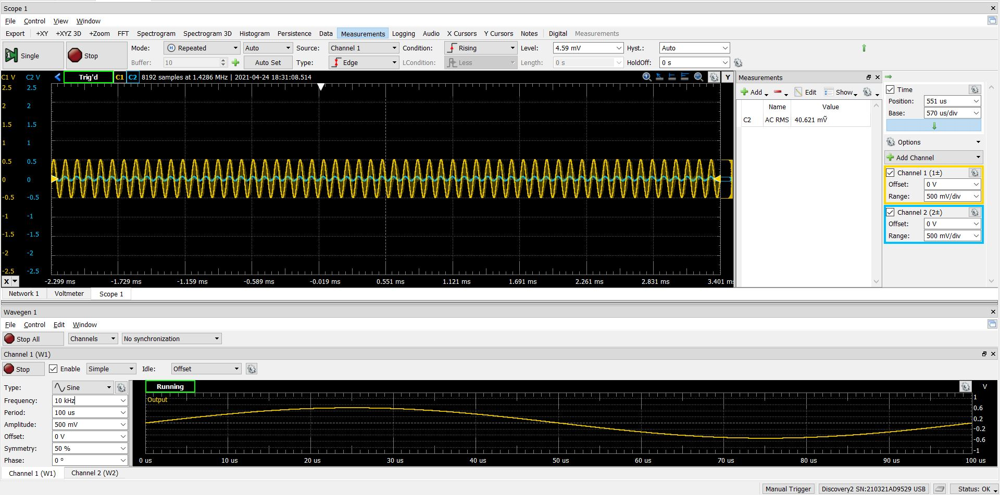 Scope 1
File Control View Window
Export +XY +XYZ 3D +Zoom FFT Spectrogram Spectrogram 3D Histogram Persistence Data Measurements Logging Audio X Cursors Y Cursors Notes Digital Measurements
Single Stop
Mode: Repeated Auto Source: Channel 1 Condition: Rising Level: 4.59 mV Hyst.: Auto
Buffer: 10 Auto Set Type: Edge LCondition: Less Length: 0 s HoldOff: 0 s
C1 V C2 V Trig'd C1 C2 8192 samples at 1.4286 MHz | 2021-04-24 18:31:08.514 Y
2.5 2.5
2 2
1.5 1.5
1 1
0.5 0.5
0 0
-0.5 -0.5
-1 -1
-1.5 -1.5
-2 -2
-2.5 -2.5
X -2.299 ms -1.729 ms -1.159 ms -0.589 ms -0.019 ms 0.551 ms 1.121 ms 1.691 ms 2.261 ms 2.831 ms 3.401 ms
Measurements
Add Edit Show
Name Value
C2 AC RMS 40.621 mṼ
Time
Position: 551 us
Base: 570 us/div
Options
Add Channel
Channel 1 (1±)
Offset: 0 V
Range: 500 mV/div
Channel 2 (2±)
Offset: 0 V
Range: 500 mV/div
Network 1 Voltmeter Scope 1
Wavegen 1
File Control Edit Window
Stop All Channels No synchronization
Channel 1 (W1)
Stop Enable Simple Idle: Offset
Type: Sine
Frequency: 10 kHz
Period: 100 us
Amplitude: 500 mV
Offset: 0 V
Symmetry: 50 %
Phase: 0 º
Running V
Output
1
0.6
0.2
-0.2
-0.6
-1
0 us 10 us 20 us 30 us 40 us 50 us 60 us 70 us 80 us 90 us 100 us
Channel 1 (W1) Channel 2 (W2)
Manual Trigger Discovery2 SN:210321AD9529 USB Status: OK